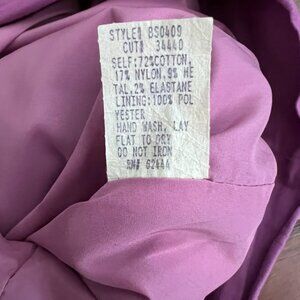 STYLE# BS0409
CUT# 34440
SELF:72%COTTON,
17% NYLON,9% ME
TAL,2% ELASTANE
LINING:100% POL
YESTER
HAND WASH, LAY
FLAT TO DRY
DO NOT IRON
RN# 62444